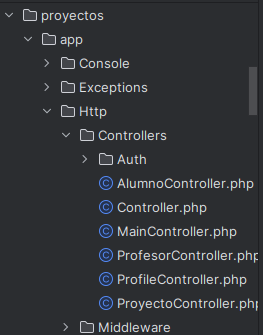 proyectos
app
Console
Exceptions
Http
Controllers
Auth
AlumnoController.php
Controller.php
MainController.php
ProfesorController.php
ProfileController.php
ProyectoController.php
Middleware